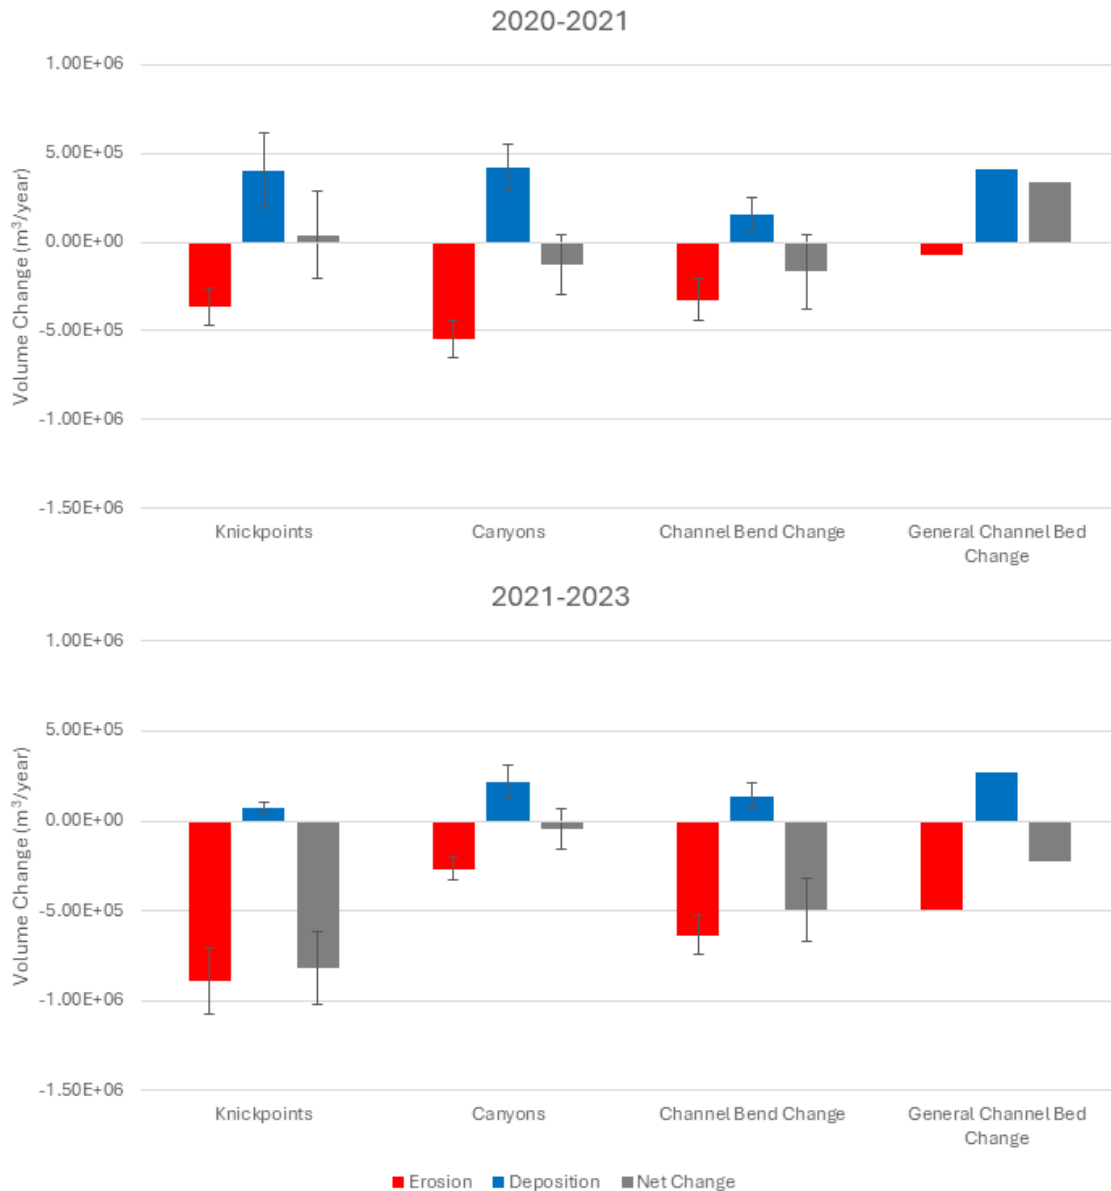 2020-2021
Volume Change (m³/year)
1.00E+06
5.00E+05
0.00E+00
-5.00E+05
-1.00E+06
-1.50E+06
Knickpoints
Canyons
Channel Bend Change
General Channel Bed
Change
2021-2023
Volume Change (m³/year)
1.00E+06
5.00E+05
0.00E+00
-5.00E+05
-1.00E+06
-1.50E+06
Knickpoints
Canyons
Channel Bend Change
General Channel Bed
Change
Erosion Deposition Net Change